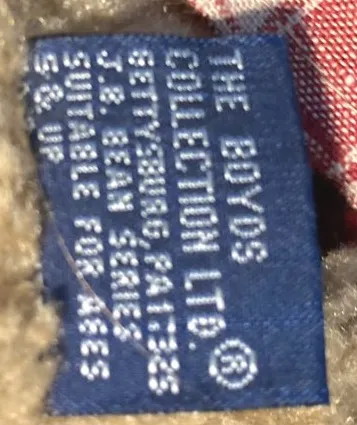 THE BOYDS
COLLECTION LTD.®
GETTYSBURG, PA17325
J.B. BEAN SERIES
SUITABLE FOR AGES
5 & UP